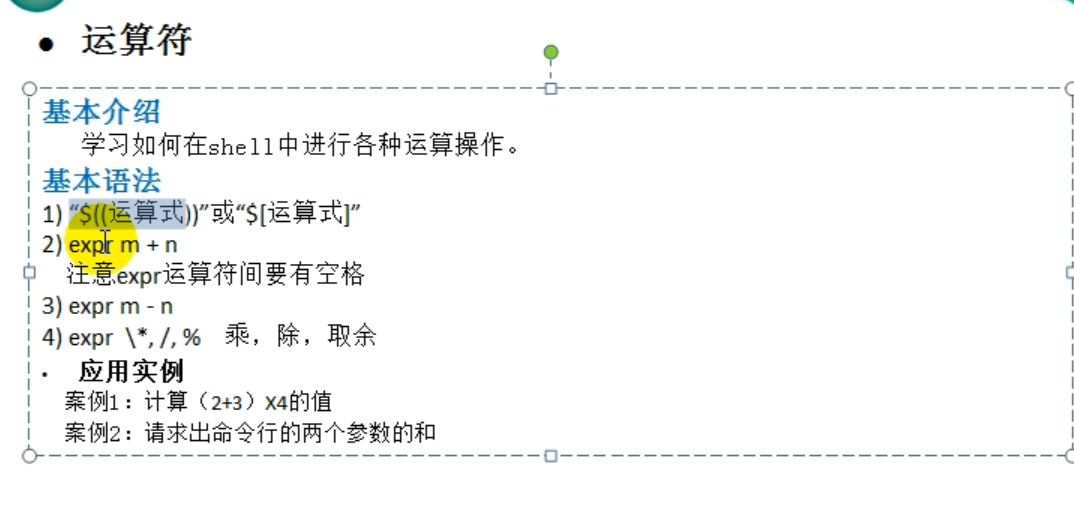 ● 运算符
基本介绍
学习如何在shell中进行各种运算操作。
基本语法
1) “$((运算式))”或“$[运算式]”
2) expr m + n
注意expr运算符间要有空格
3) expr m - n
4) expr \*, /, % 乘，除，取余
• 应用实例
案例1：计算（2+3）X4的值
案例2：请求出命令行的两个参数的和